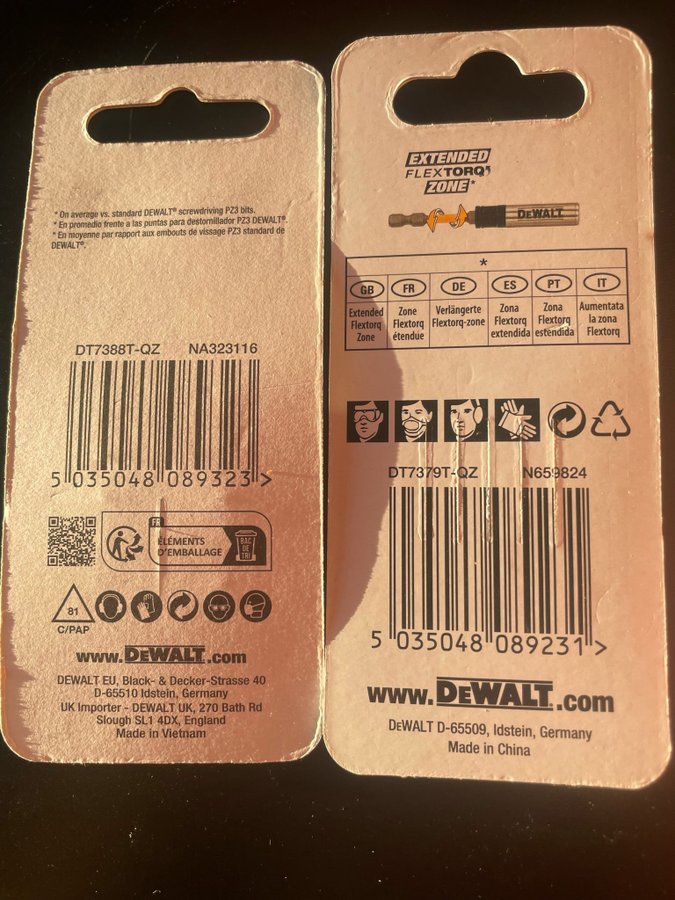 * On average vs. standard DEWALT® screwdriving PZ3 bits.
* En promedio frente a las puntas para destornillador PZ3 DEWALT®.
* En moyenne par rapport aux embouts de vissage PZ3 standard de
DEWALT®.
DT7388T-QZ NA323116
5 035048 089323 >
FR
ÉLÉMENTS
D'EMBALLAGE
BAC
DE
TRI
81
C/PAP
www.DEWALT.com
DEWALT EU, Black- & Decker-Strasse 40
D-65510 Idstein, Germany
UK Importer - DEWALT UK, 270 Bath Rd
Slough SL1 4DX, England
Made in Vietnam
EXTENDED
FLEXTORQ
ZONE*
DEWALT
*
GB FR DE ES PT IT
Extended Flextorq Zone
Zone Flextorq étendue
Verlängerte Flextorq-zone
Zona Flextorq extendida
Zona Flextorq estendida
Aumentata la zona Flextorq
DT7379T-QZ N659824
5 035048 089231 >
www.DEWALT.com
DEWALT D-65509, Idstein, Germany
Made in China